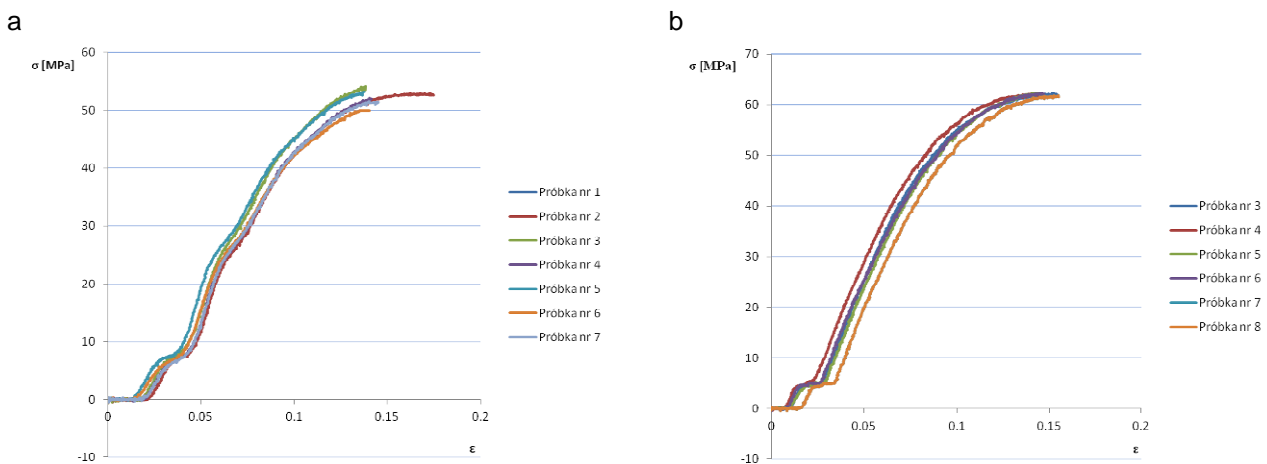 a
60
σ [MPa]
50
40
30
20
10
0
-10
0
0.05
0.1
0.15
0.2
ε
Próbka nr 1
Próbka nr 2
Próbka nr 3
Próbka nr 4
Próbka nr 5
Próbka nr 6
Próbka nr 7
b
70
σ [MPa]
60
50
40
30
20
10
0
-10
0
0.05
0.1
0.15
0.2
ε
Próbka nr 3
Próbka nr 4
Próbka nr 5
Próbka nr 6
Próbka nr 7
Próbka nr 8